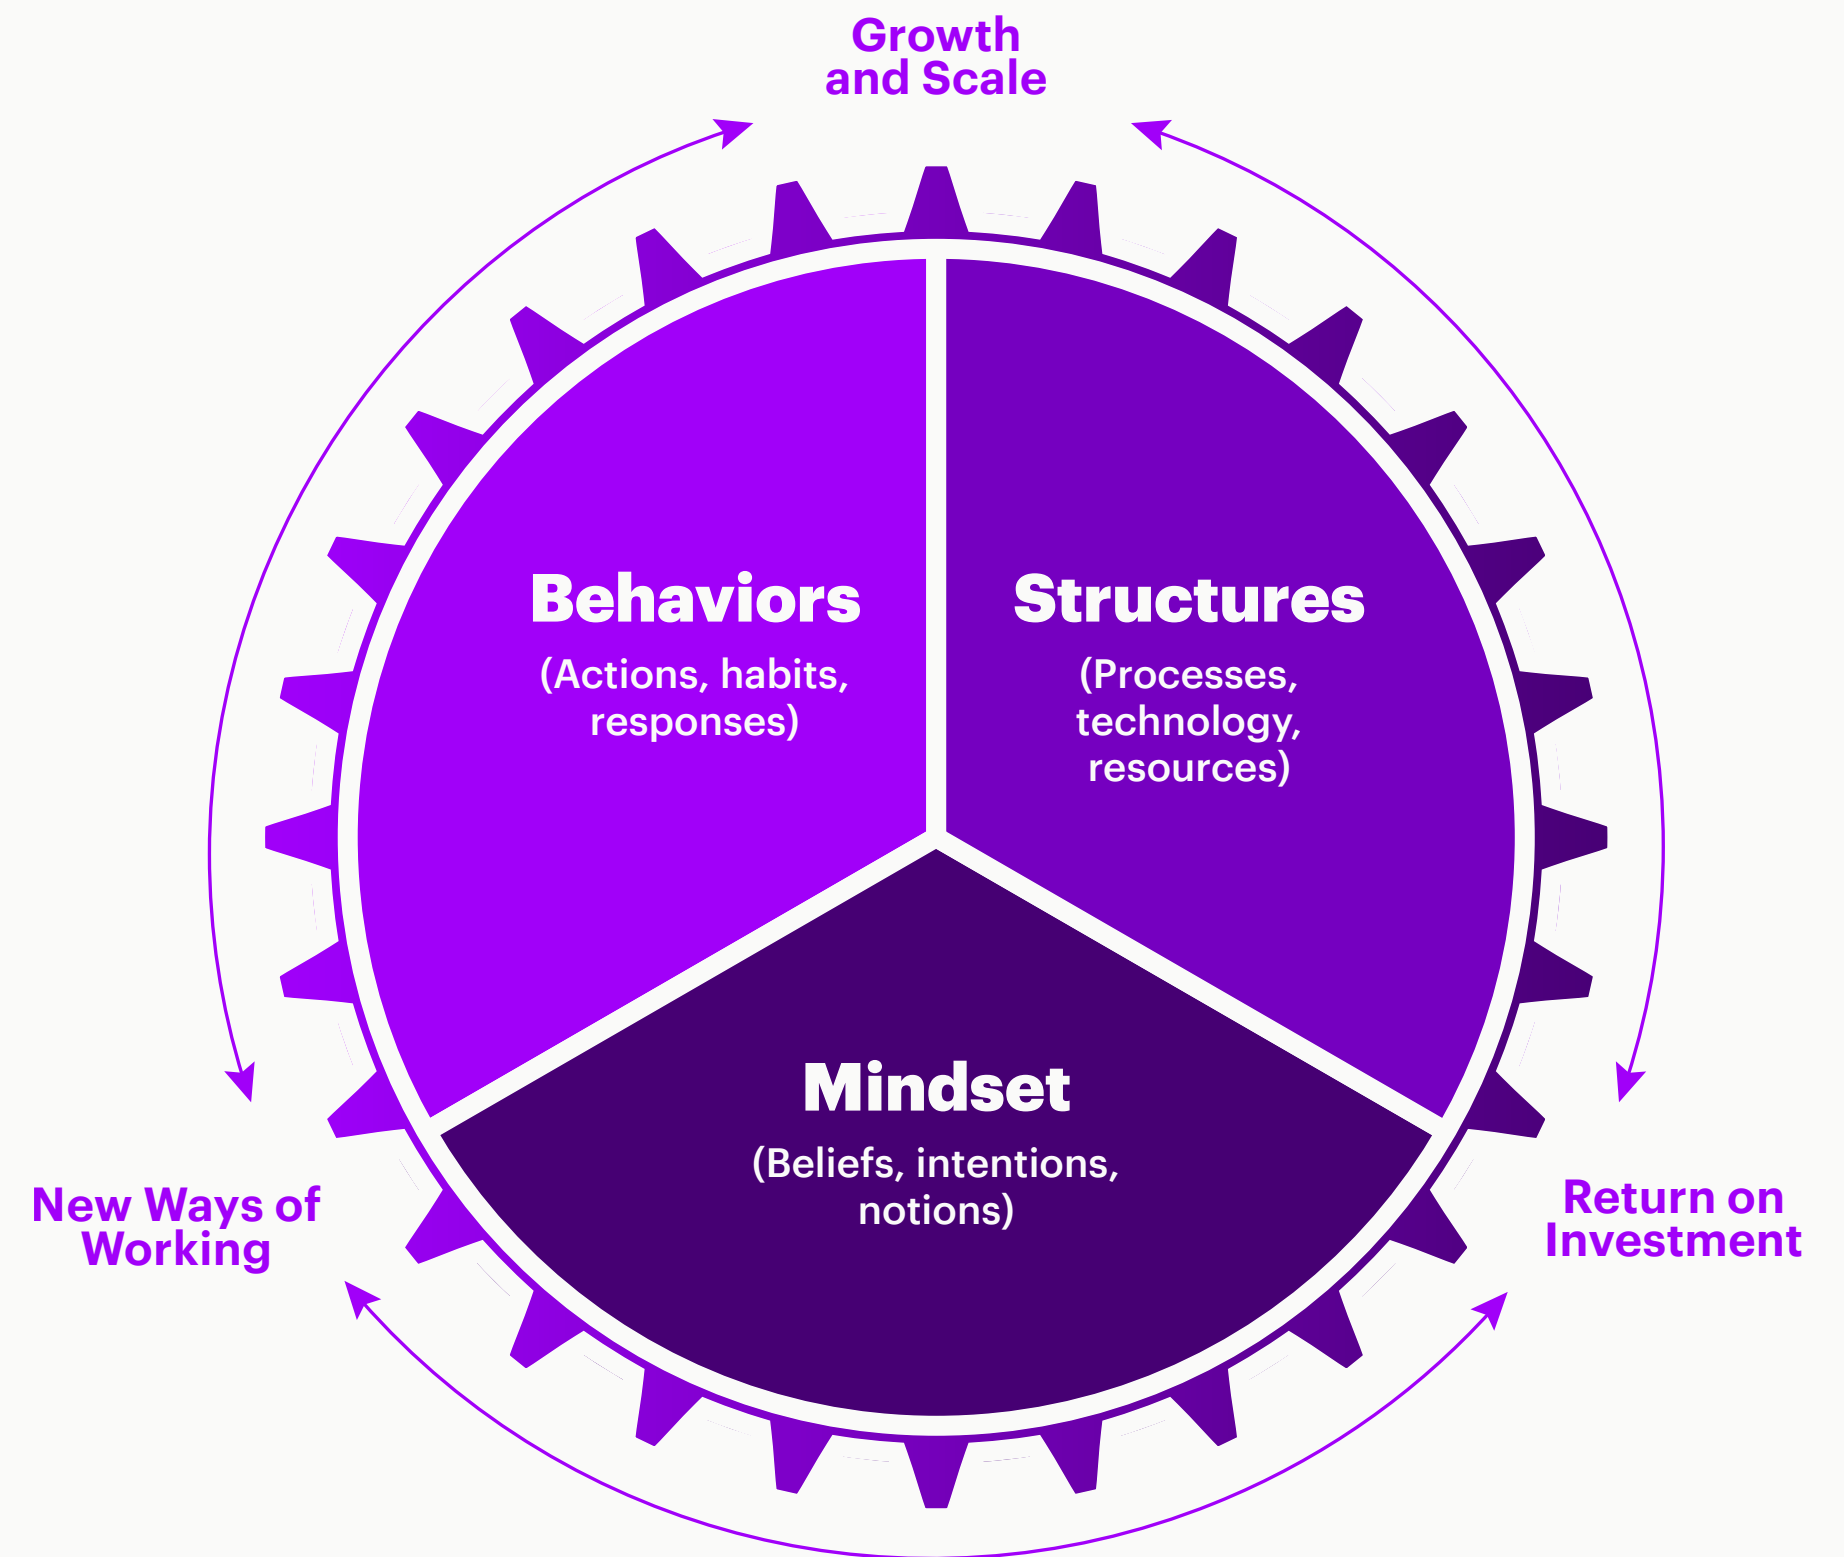 Growth
and Scale
Behaviors
(Actions, habits,
responses)
Structures
(Processes,
technology,
resources)
Mindset
(Beliefs, intentions,
notions)
New Ways of
Working
Return on
Investment